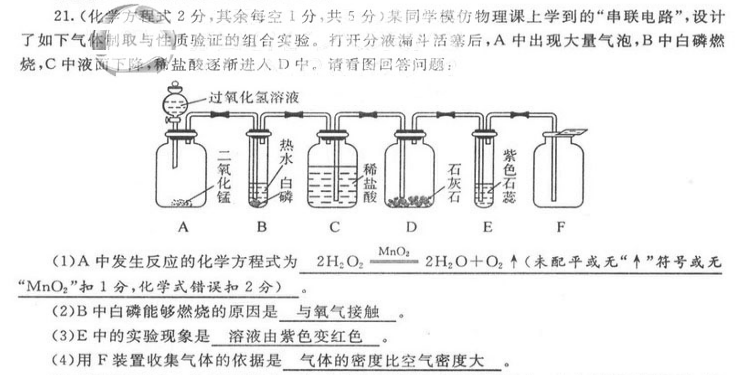 21.(化学方程式 2 分,其余每空 1 分,共 5 分)某同学模仿物理课上学到的“串联电路”,设计
了如下气体制取与性质验证的组合实验。打开分液漏斗活塞后,A 中出现大量气泡,B 中白磷燃
烧,C 中液面下降,稀盐酸逐渐进入 D 中。请看图回答问题:
过氧化氢溶液
二氧化锰
热水
白磷
稀盐酸
石灰石
紫色石蕊
A B C D E F
(1)A 中发生反应的化学方程式为 2H₂O₂ MnO₂ 2H₂O+O₂↑(未配平或无“↑”符号或无
“MnO₂”扣 1 分,化学式错误扣 2 分) 。
(2)B 中白磷能够燃烧的原因是 与氧气接触 。
(3)E 中的实验现象是 溶液由紫色变红色 。
(4)用 F 装置收集气体的依据是 气体的密度比空气密度大 。